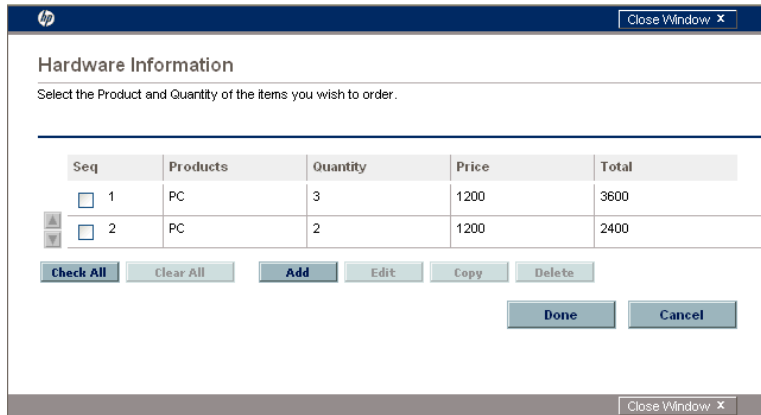 hp
Close Window X
Hardware Information
Select the Product and Quantity of the items you wish to order.
Seq Products Quantity Price Total
1 PC 3 1200 3600
2 PC 2 1200 2400
Check All Clear All Add Edit Copy Delete
Done Cancel
Close Window X